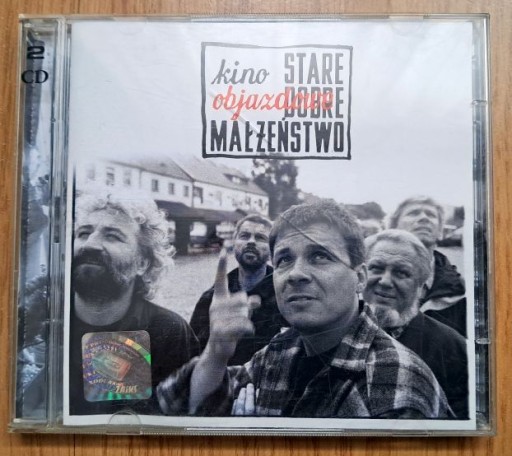 2
CD
kino
objazdowe
STARE
DOBRE
MAŁŻEŃSTWO